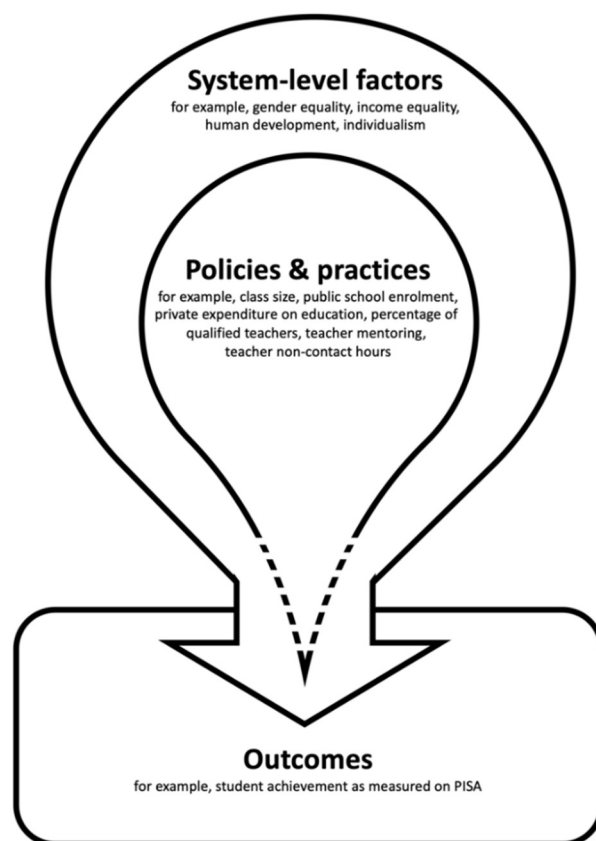 System-level factors
for example, gender equality, income equality,
human development, individualism
Policies & practices
for example, class size, public school enrolment,
private expenditure on education, percentage of
qualified teachers, teacher mentoring,
teacher non-contact hours
Outcomes
for example, student achievement as measured on PISA